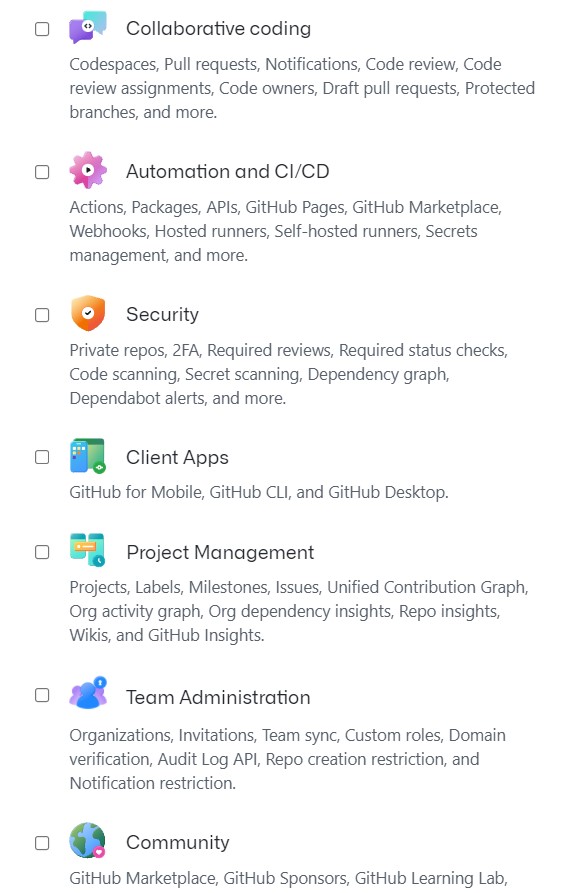 Collaborative coding
Codespaces, Pull requests, Notifications, Code review, Code
review assignments, Code owners, Draft pull requests, Protected
branches, and more.
Automation and CI/CD
Actions, Packages, APIs, GitHub Pages, GitHub Marketplace,
Webhooks, Hosted runners, Self-hosted runners, Secrets
management, and more.
Security
Private repos, 2FA, Required reviews, Required status checks,
Code scanning, Secret scanning, Dependency graph,
Dependabot alerts, and more.
Client Apps
GitHub for Mobile, GitHub CLI, and GitHub Desktop.
Project Management
Projects, Labels, Milestones, Issues, Unified Contribution Graph,
Org activity graph, Org dependency insights, Repo insights,
Wikis, and GitHub Insights.
Team Administration
Organizations, Invitations, Team sync, Custom roles, Domain
verification, Audit Log API, Repo creation restriction, and
Notification restriction.
Community
GitHub Marketplace, GitHub Sponsors, GitHub Learning Lab,